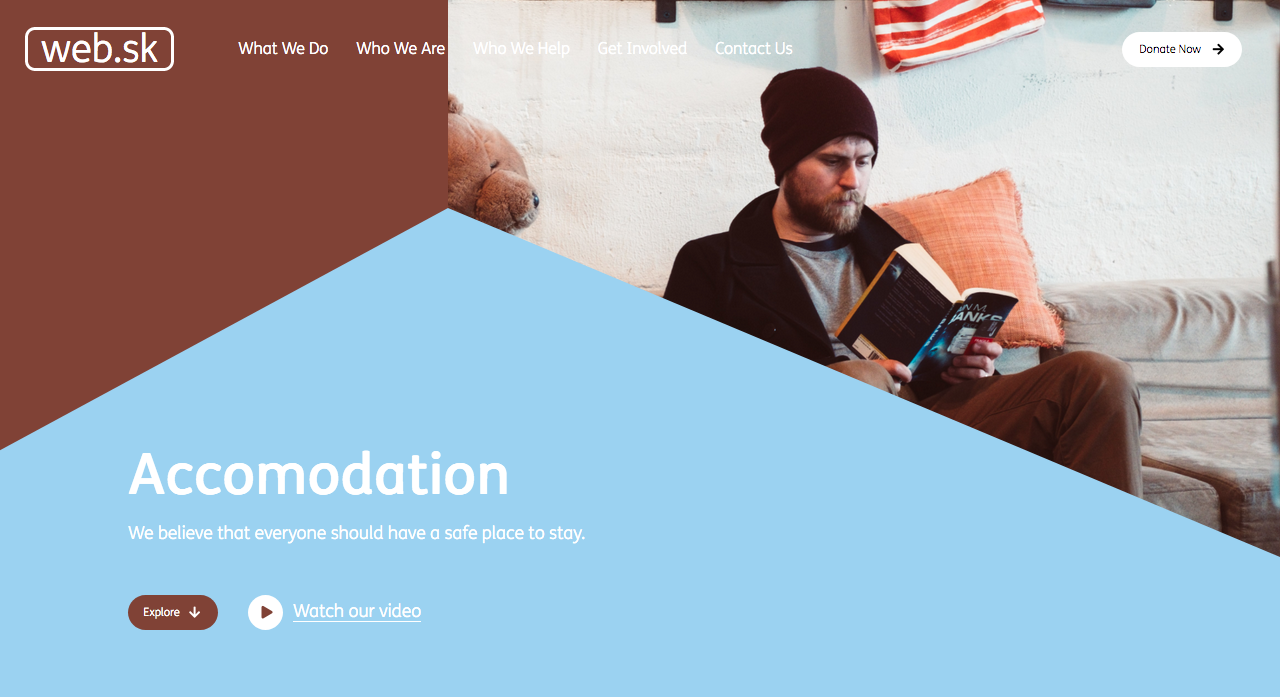 web.sk
What We Do
Who We Are
Who We Help
Get Involved
Contact Us
Donate Now
Accomodation
We believe that everyone should have a safe place to stay.
Explore
Watch our video